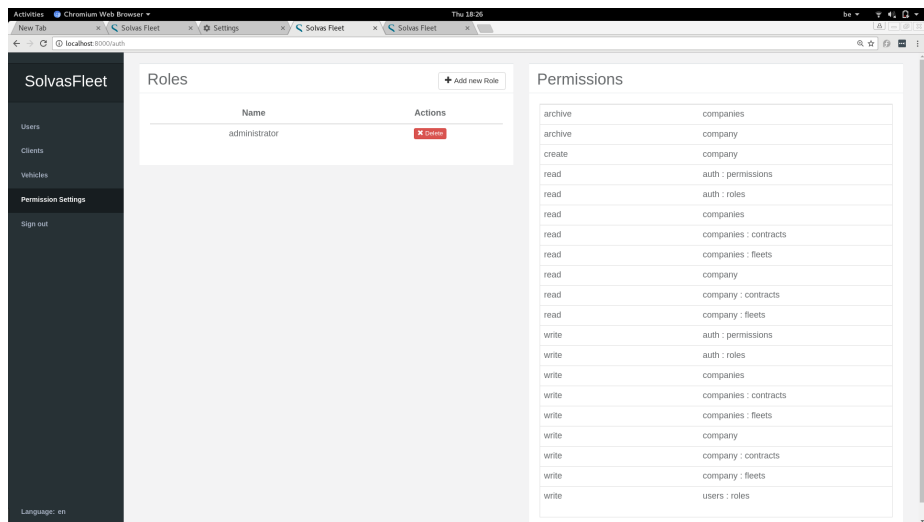 Activities Chromium Web Browser Thu 18:26 be
New Tab Solvas Fleet Settings Solvas Fleet Solvas Fleet
localhost:8000/auth
SolvasFleet
Users
Clients
Vehicles
Permission Settings
Sign out
Language: en
Roles
Add new Role
Name Actions
administrator Delete
Permissions
archive companies
archive company
create company
read auth : permissions
read auth : roles
read companies
read companies : contracts
read companies : fleets
read company
read company : contracts
read company : fleets
write auth : permissions
write auth : roles
write companies
write companies : contracts
write companies : fleets
write company
write company : contracts
write company : fleets
write users : roles